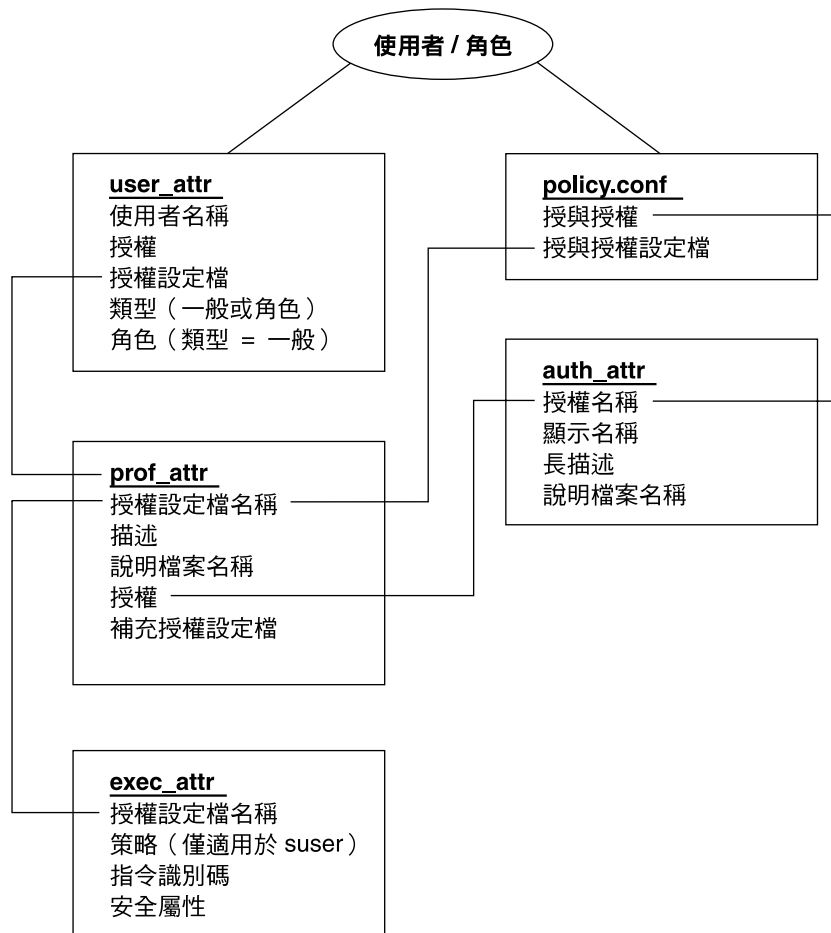 使用者 / 角色
user_attr
使用者名稱
授權
授權設定檔
類型（一般或角色）
角色（類型 = 一般）
policy.conf
授與授權
授與授權設定檔
auth_attr
授權名稱
顯示名稱
長描述
說明檔案名稱
prof_attr
授權設定檔名稱
描述
說明檔案名稱
授權
補充授權設定檔
exec_attr
授權設定檔名稱
策略（僅適用於 suser）
指令識別碼
安全屬性